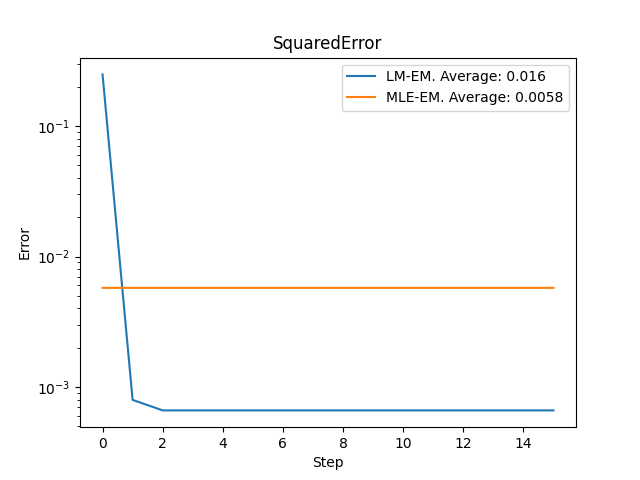 SquaredError
LM-EM. Average: 0.016
MLE-EM. Average: 0.0058
10⁻¹
10⁻²
10⁻³
Error
0 2 4 6 8 10 12 14
Step